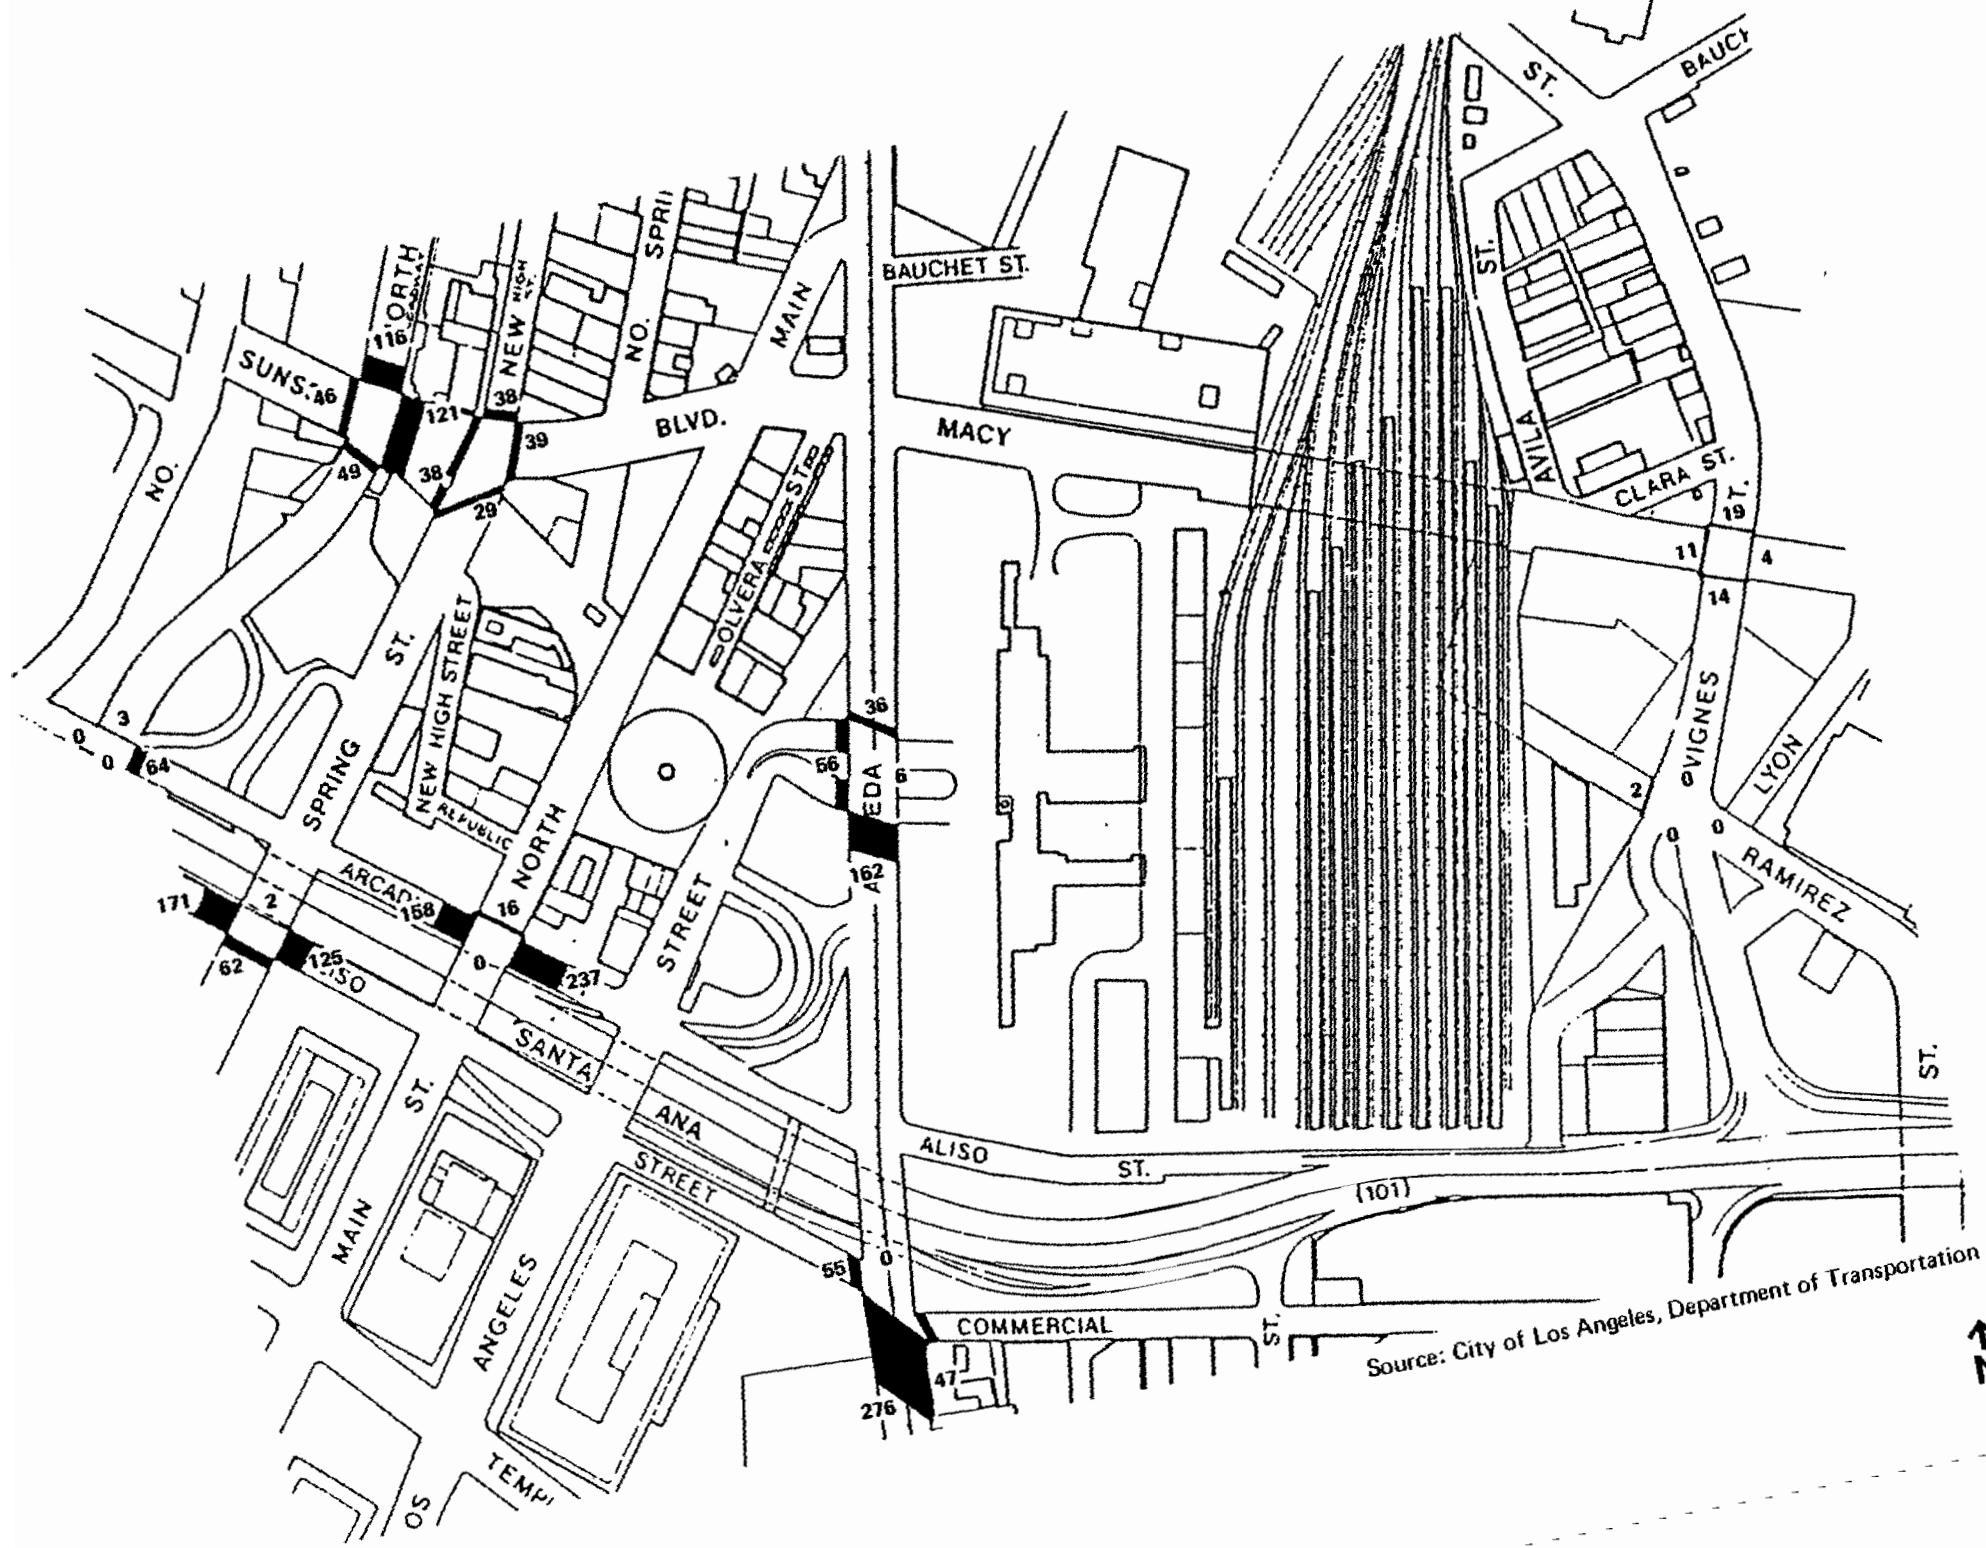 ST.
BAUCH
BAUCHET ST.
NORTH
NEW HIGH ST.
NO. SPRI
MAIN
ST.
116
SUNS
46
121
38
39
BLVD.
MACY
AVILA
CLARA ST.
NO.
49
38
29
ST.
19
11
4
14
OLVERA ST.
ST.
NEW HIGH STREET
VIGNES
LYON
3
0
0
64
36
56
6
EDA
2
0
0
0
SPRING
REPUBLIC
NORTH
162
A
RAMIREZ
ARCAD
158
16
171
2
STREET
0
237
62
125
LISO
SANTA
ST.
ST.
ANA
ALISO
ST.
STREET
(101)
MAIN
55
0
ANGELES
COMMERCIAL
ST.
47
276
Source: City of Los Angeles, Department of Transportation
N
TEMP
OS